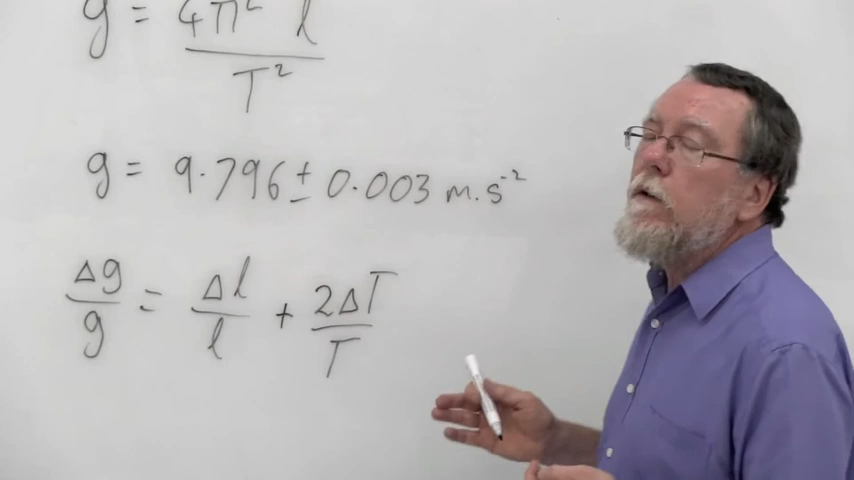 g = 4π² l / T²
g = 9.796 ± 0.003 m.s⁻²
Δg/g = Δl/l + 2ΔT/T